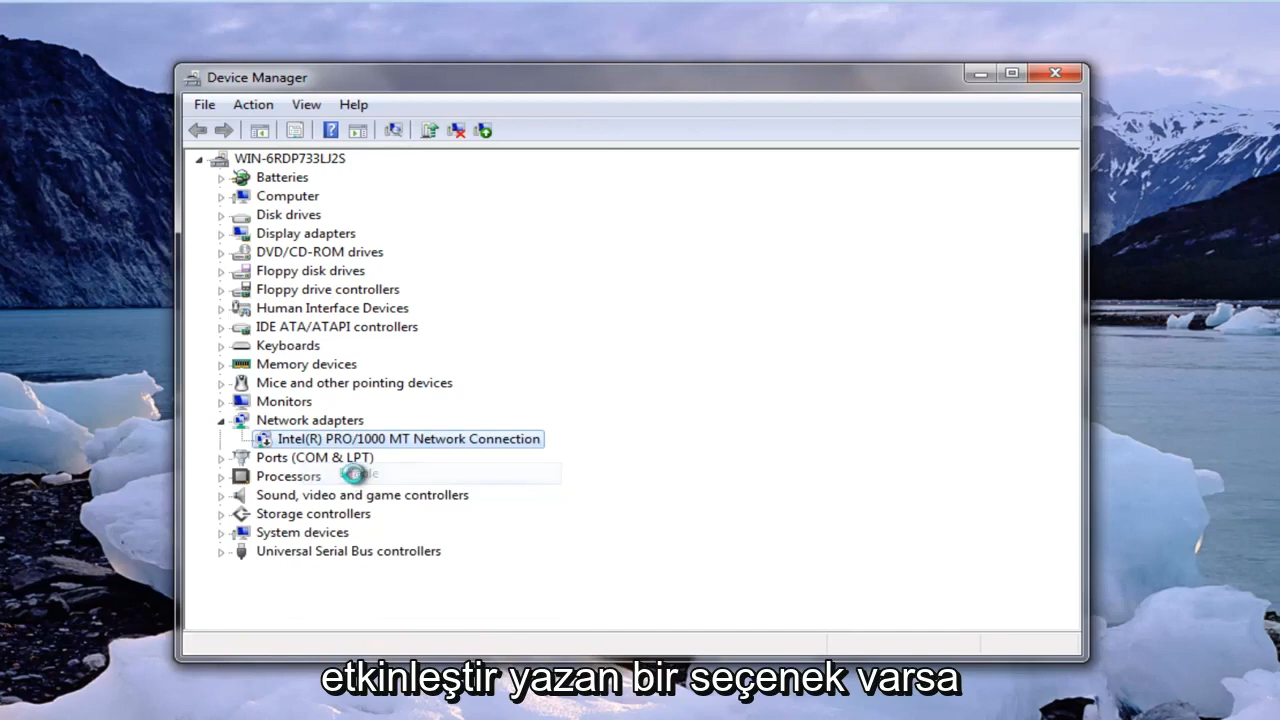 Device Manager
File Action View Help
WIN-6RDP733LJ2S
Batteries
Computer
Disk drives
Display adapters
DVD/CD-ROM drives
Floppy disk drives
Floppy drive controllers
Human Interface Devices
IDE ATA/ATAPI controllers
Keyboards
Memory devices
Mice and other pointing devices
Monitors
Network adapters
Intel(R) PRO/1000 MT Network Connection
Ports (COM & LPT)
Processors
Sound, video and game controllers
Storage controllers
System devices
Universal Serial Bus controllers
etkinleştir yazan bir seçenek varsa